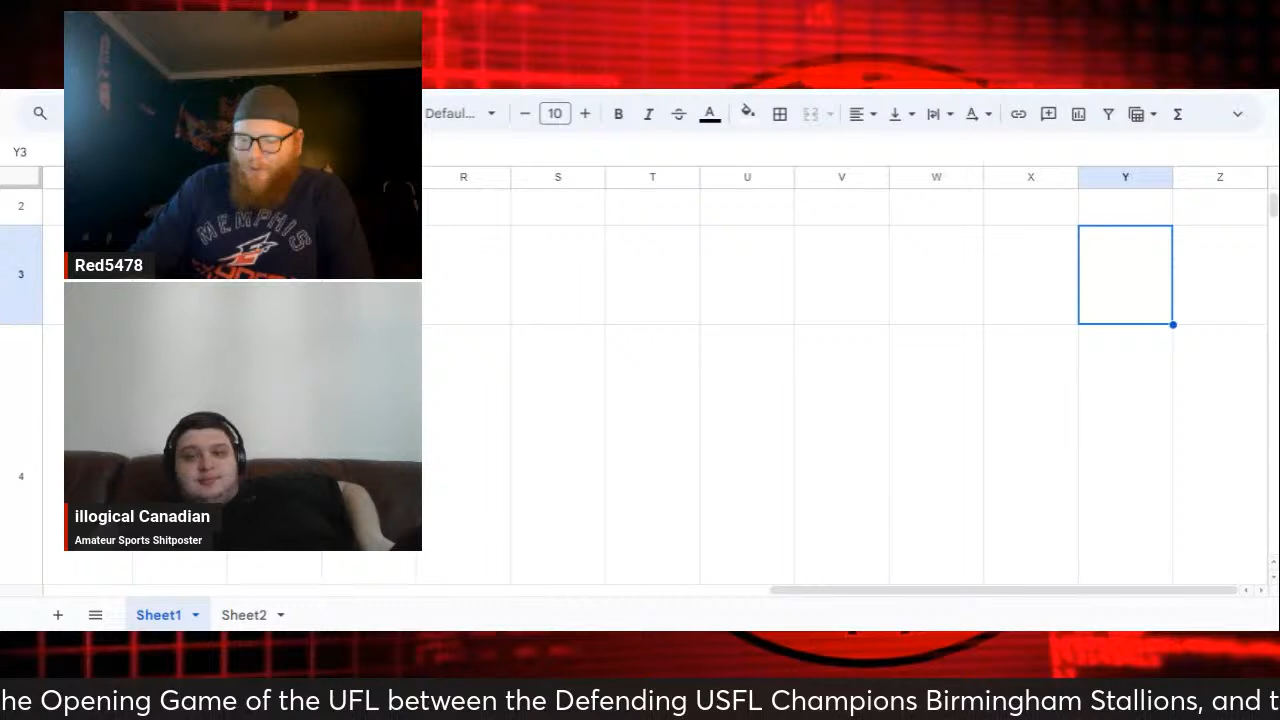 Defaul...
10
B
I
A
A
Σ
Y3
R
S
T
U
V
W
X
Y
Z
2
3
4
MEMPHIS
Red5478
illogical Canadian
Amateur Sports Shitposter
Sheet1
Sheet2
he Opening Game of the UFL between the Defending USFL Champions Birmingham Stallions, and t